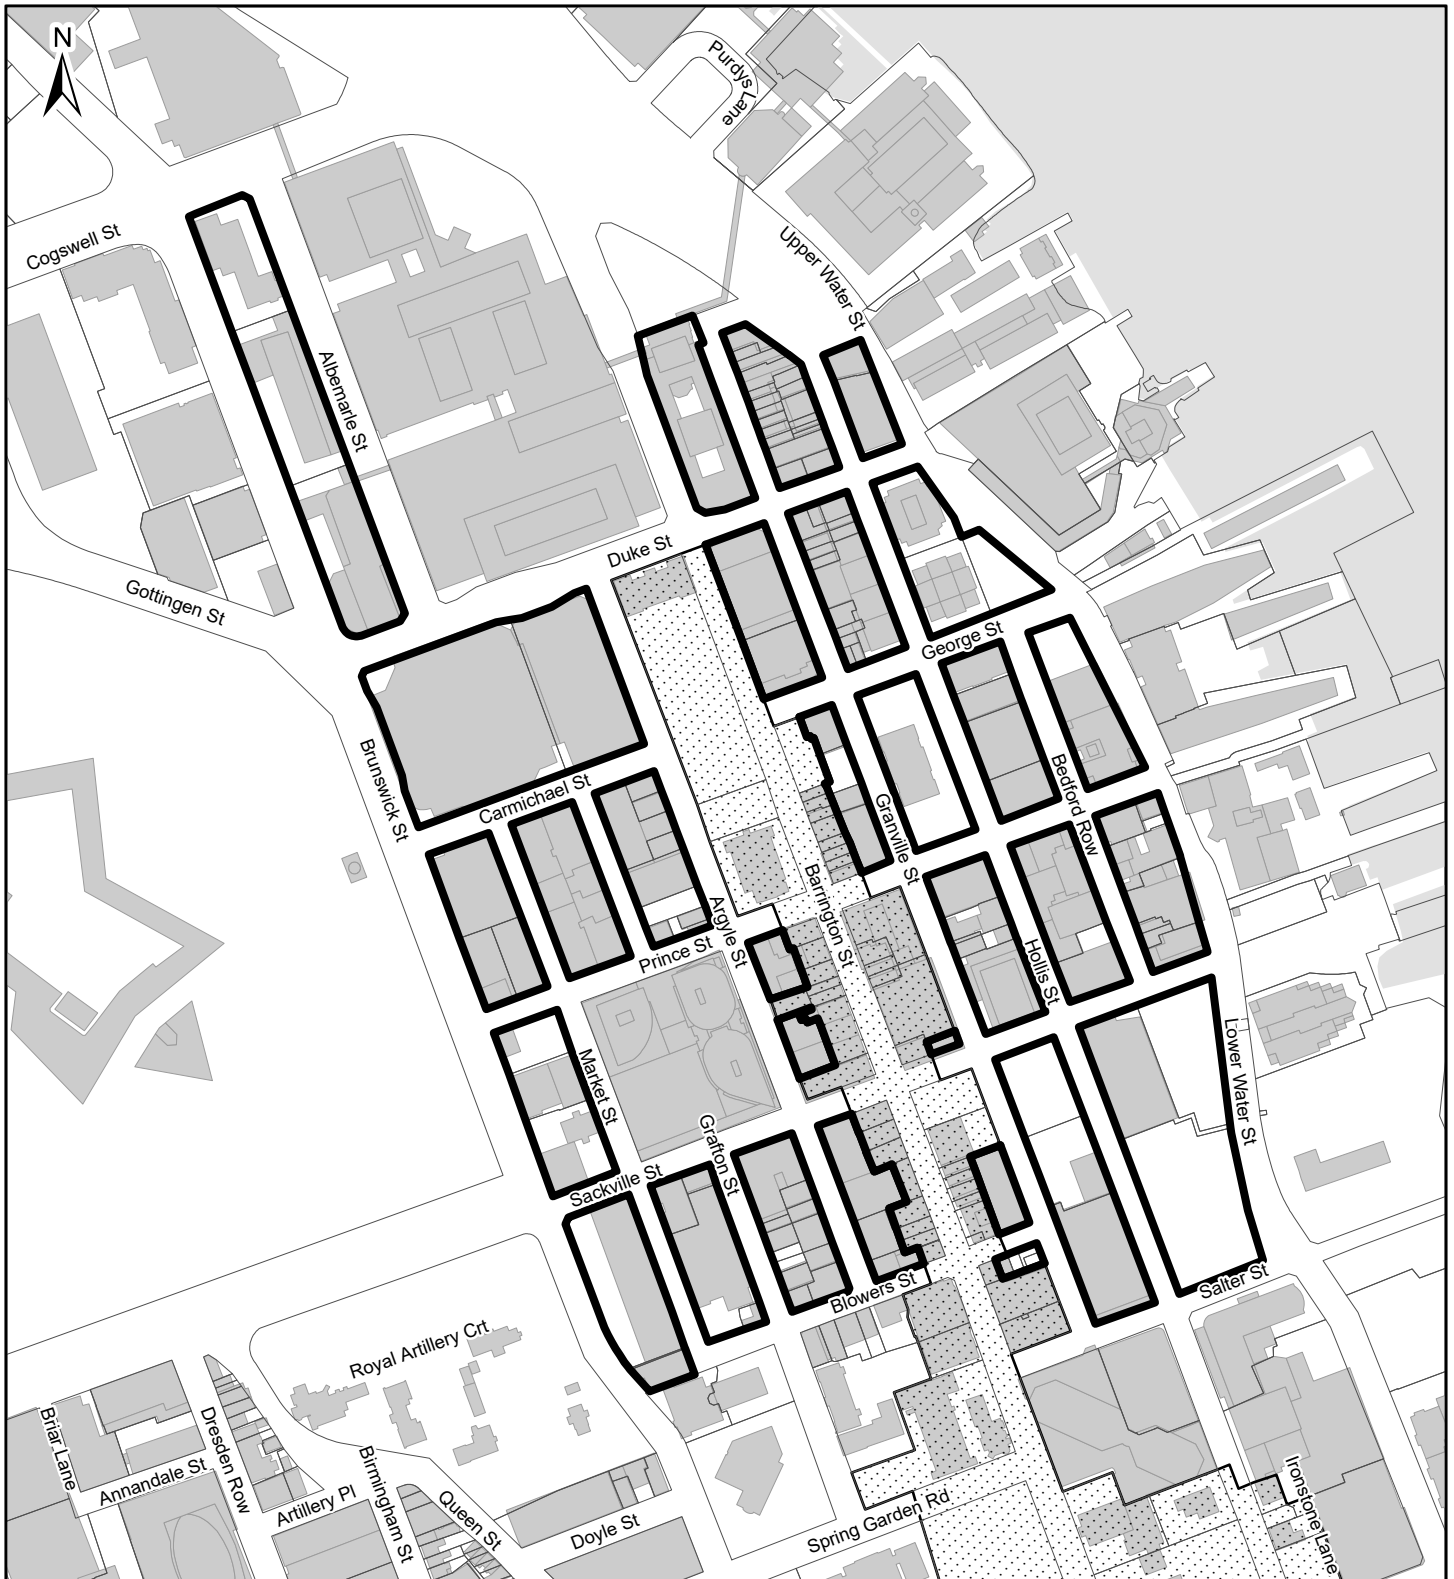 N
Purdys Lane
Cogswell St
Upper Water St
Albemarle St
Duke St
Gottingen St
George St
Brunswick St
Carmichael St
Bedford Row
Granville St
Barrington St
Argyle St
Prince St
Hollis St
Market St
Lower Water St
Grafton St
Sackville St
Blowers St
Salter St
Royal Artillery Crt
Briar Lane
Dresden Row
Annandale St
Artillery Pl
Birmingham St
Queen St
Doyle St
Spring Garden Rd
Ironstone Lane